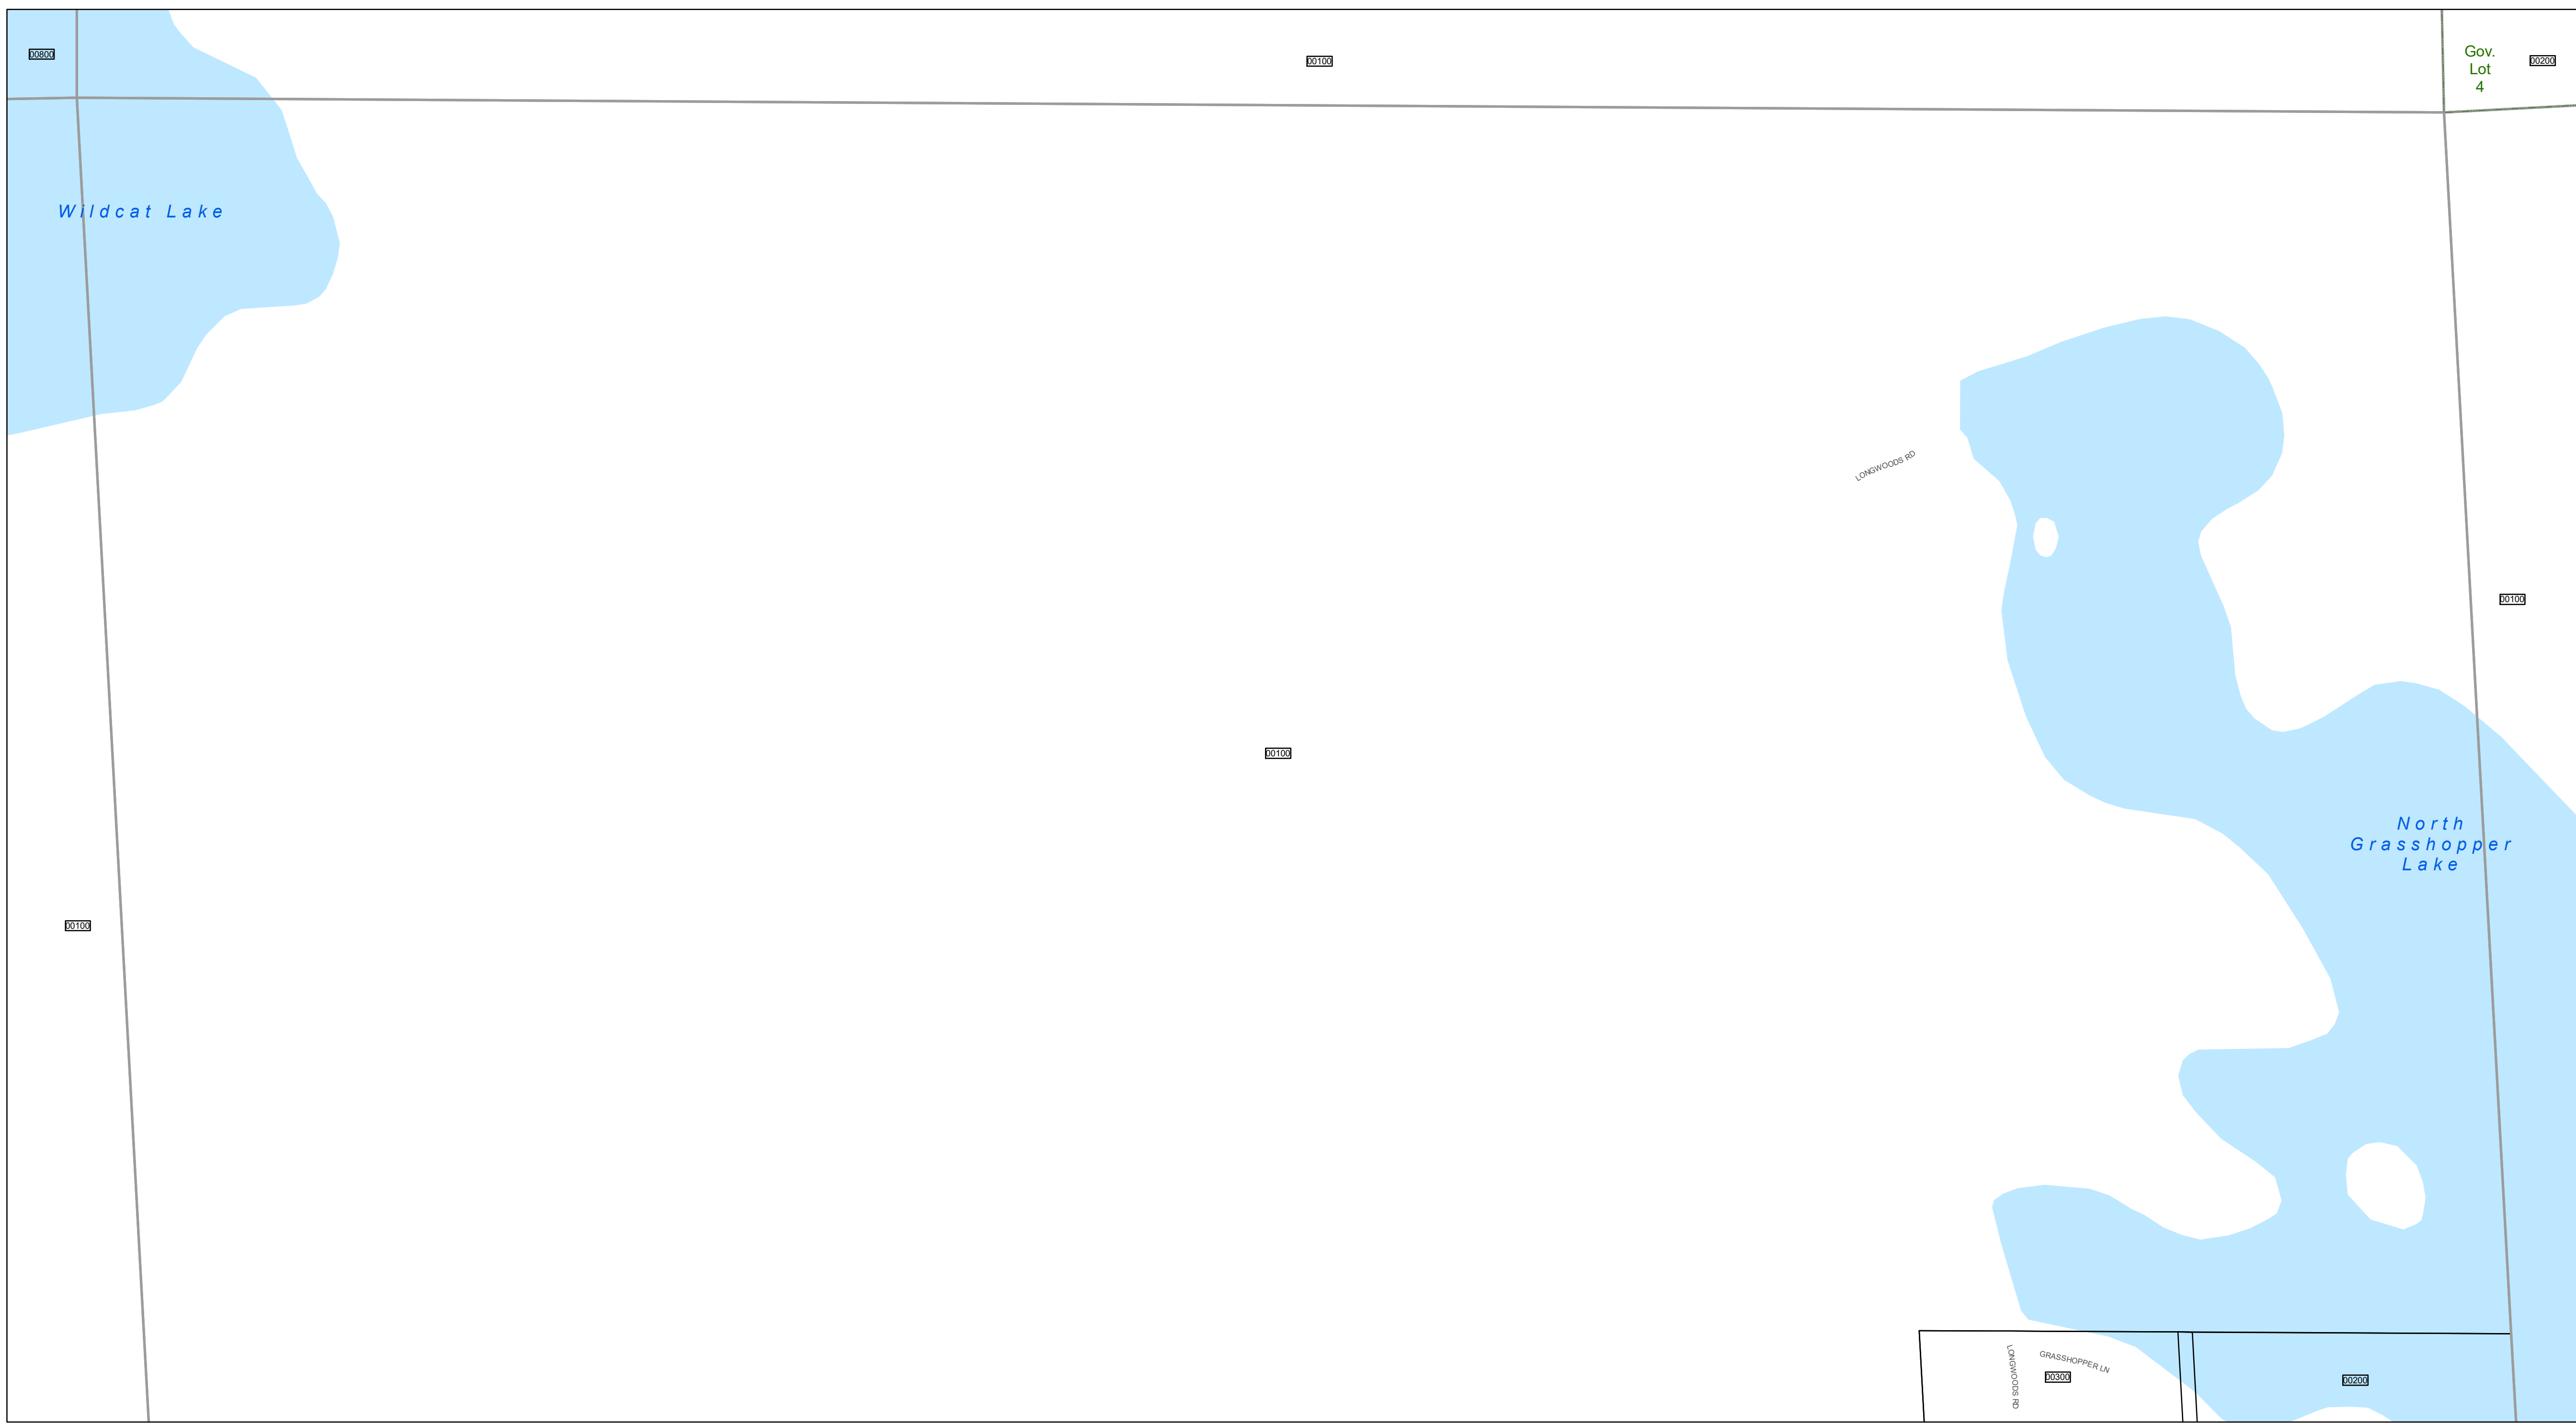 00800
00100
Gov.
Lot
4
00200
Wildcat Lake
LONGWOODS RD
00100
00100
North
Grasshopper
Lake
00100
LONGWOODS RD
GRASSHOPPER LN
00300
00200